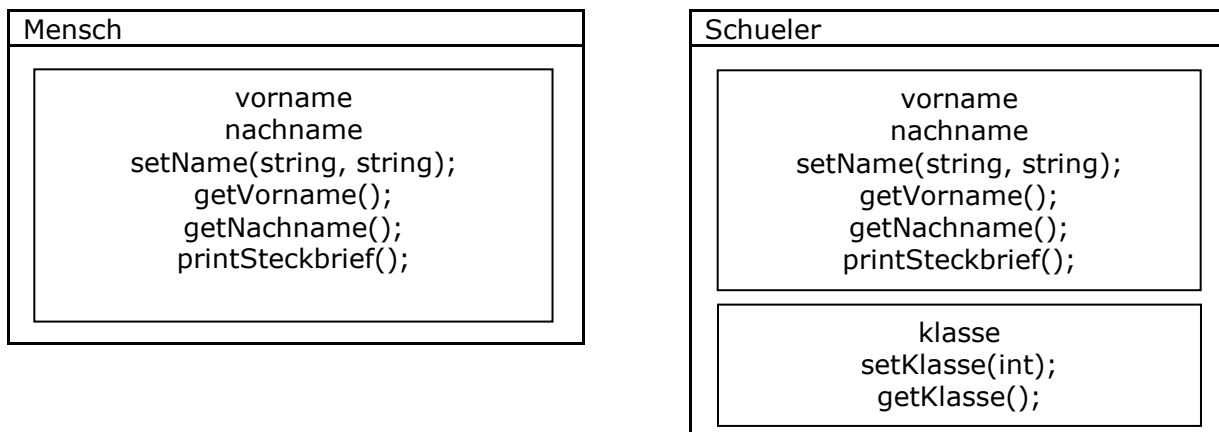 Mensch
vorname
nachname
setName(string, string);
getVorname();
getNachname();
printSteckbrief();
Schueler
vorname
nachname
setName(string, string);
getVorname();
getNachname();
printSteckbrief();
klasse
setKlasse(int);
getKlasse();